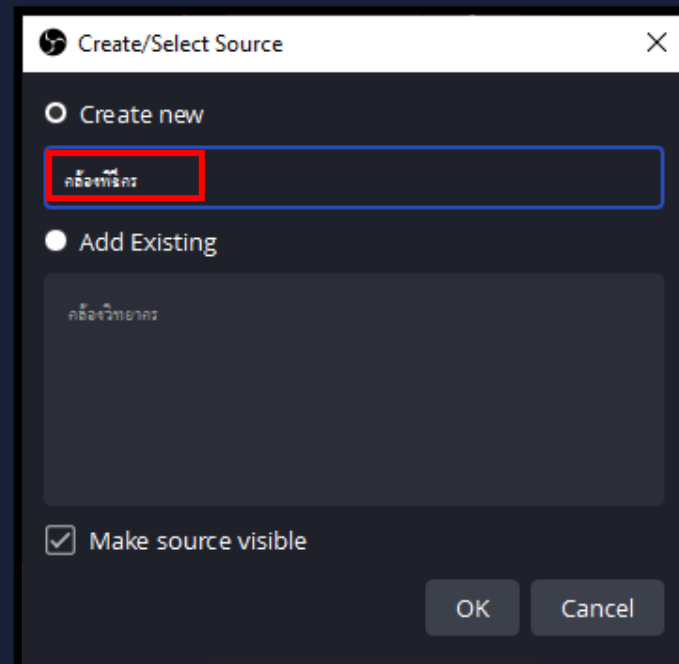 Create/Select Source
Create new
กล้องพิธีกร
Add Existing
กล้องวิทยากร
Make source visible
OK
Cancel